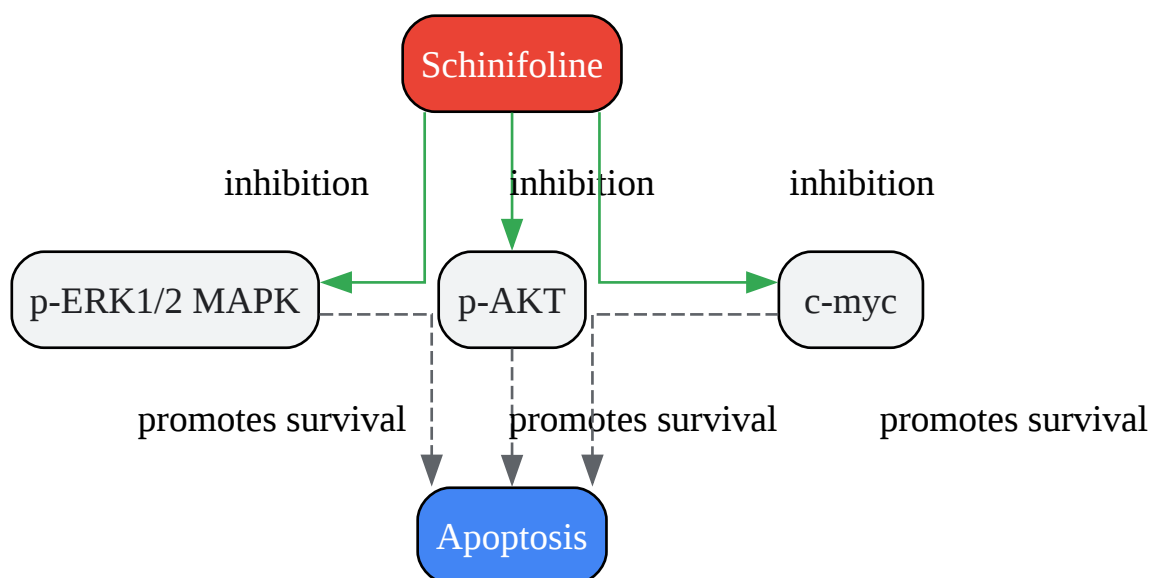 Schinifoline
inhibition
inhibition
inhibition
p-ERK1/2 MAPK
p-AKT
c-myc
promotes survival
promotes survival
promotes survival
Apoptosis